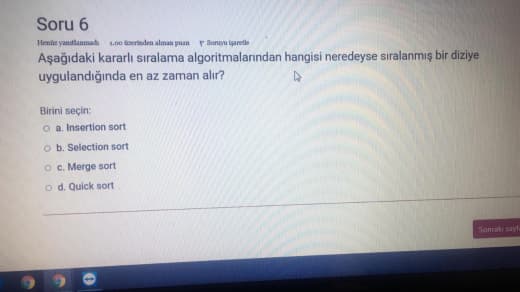 Soru 6
Henüz yanıtlanmadı 1,00 üzerinden alınan puan Soruyu işaretle
Aşağıdaki kararlı sıralama algoritmalarından hangisi neredeyse sıralanmış bir diziye
uygulandığında en az zaman alır?
Birini seçin:
a. Insertion sort
b. Selection sort
c. Merge sort
d. Quick sort
Sonraki sayfa